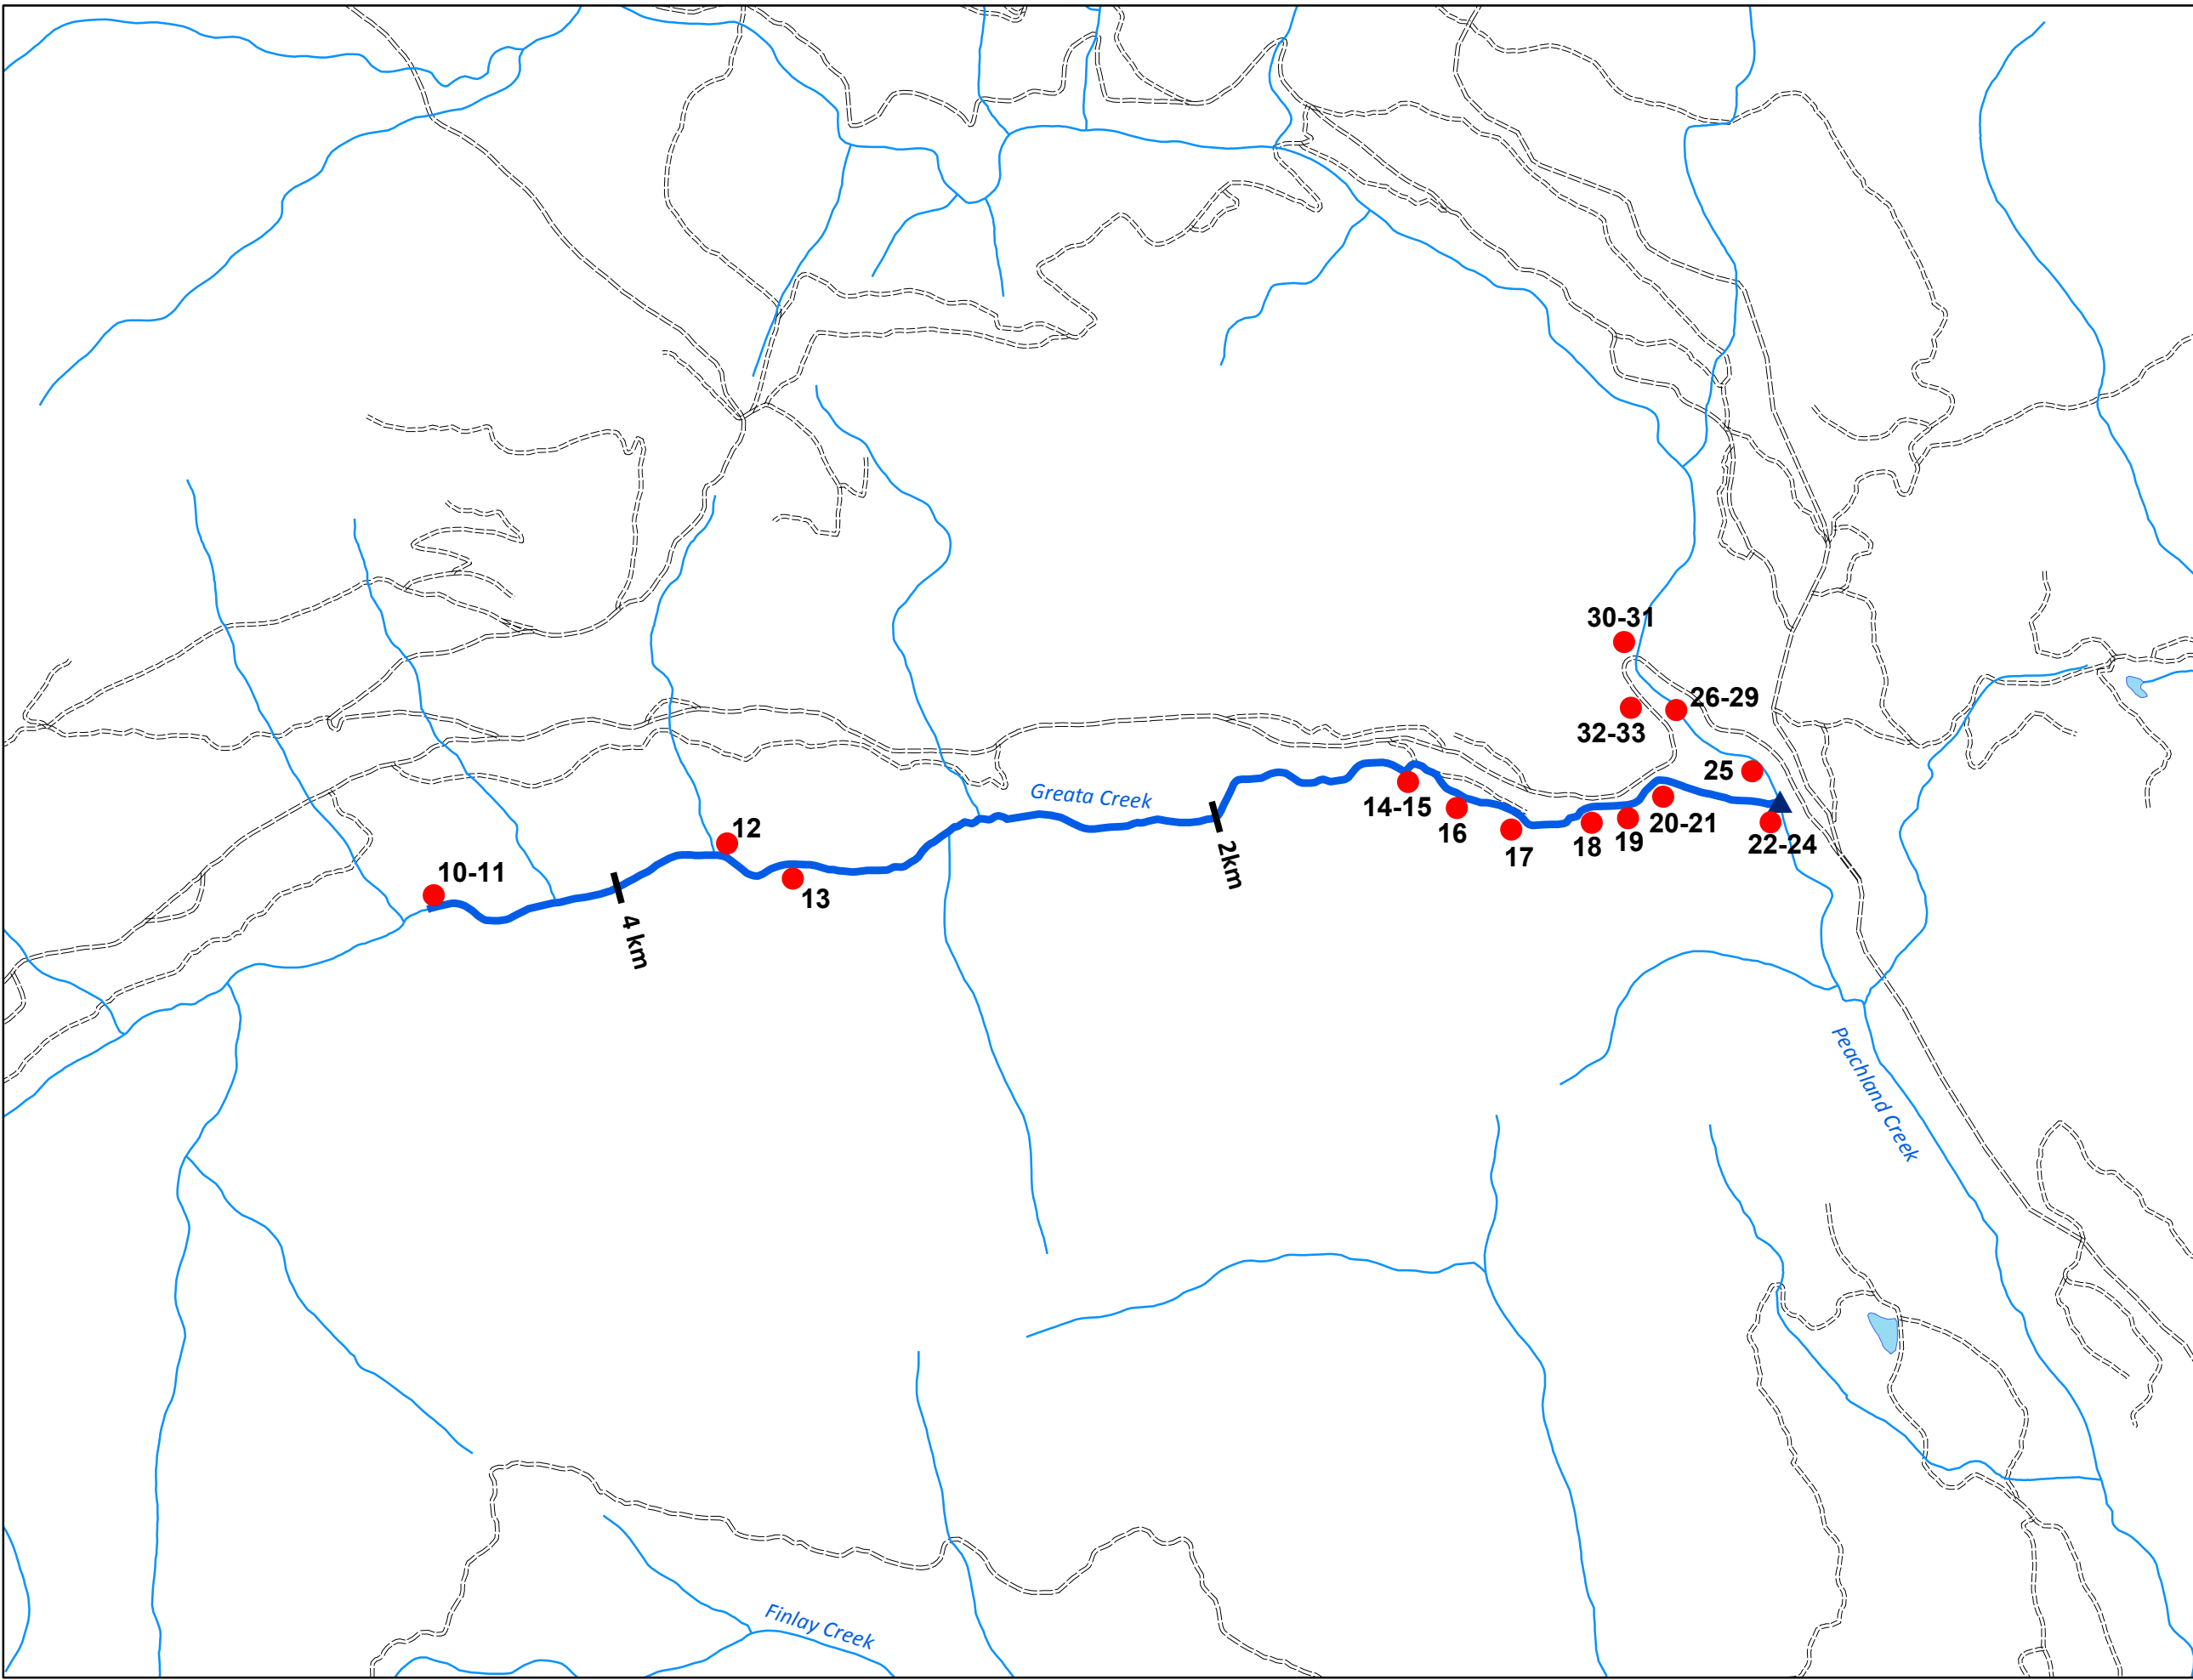 30-31
26-29
32-33
25
Greata Creek
14-15
16
20-21
12
19
18
22-24
17
2km
10-11
13
4 km
Peachland Creek
Finlay Creek